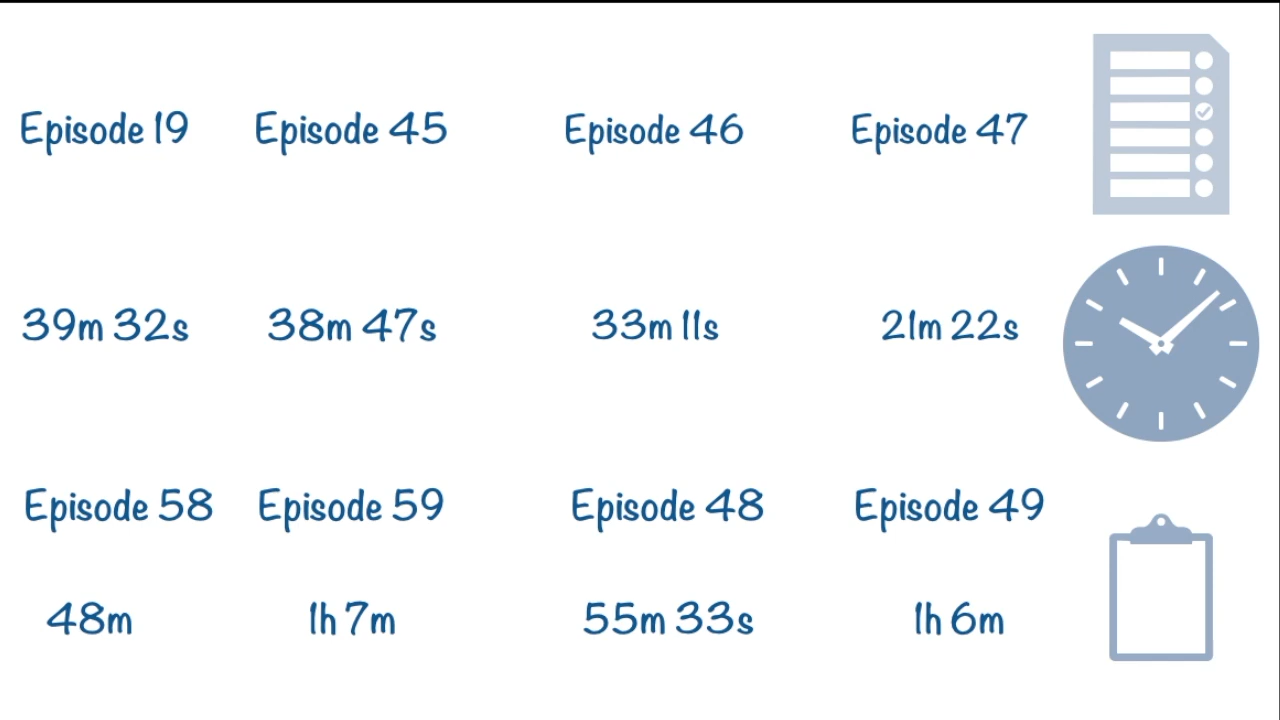 Episode 19 Episode 45 Episode 46 Episode 47
39m 32s 38m 47s 33m 11s 21m 22s
Episode 58 Episode 59 Episode 48 Episode 49
48m 1h 7m 55m 33s 1h 6m